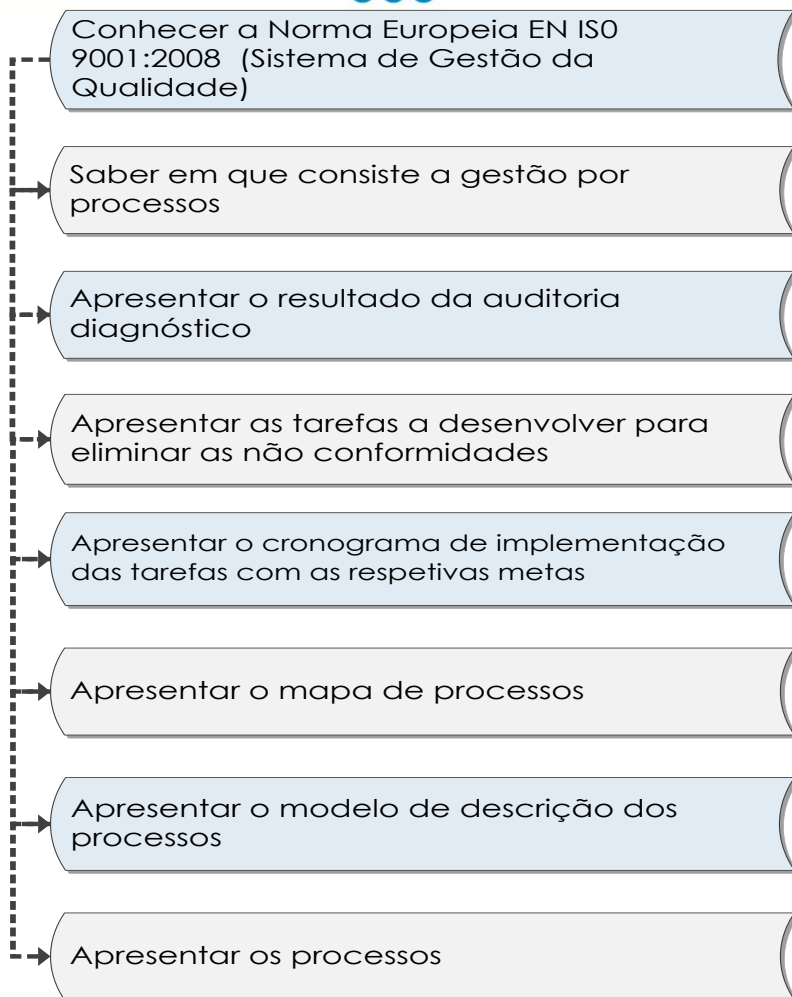 Conhecer a Norma Europeia EN IS0
9001:2008 (Sistema de Gestão da
Qualidade)
Saber em que consiste a gestão por
processos
Apresentar o resultado da auditoria
diagnóstico
Apresentar as tarefas a desenvolver para
eliminar as não conformidades
Apresentar o cronograma de implementação
das tarefas com as respetivas metas
Apresentar o mapa de processos
Apresentar o modelo de descrição dos
processos
Apresentar os processos